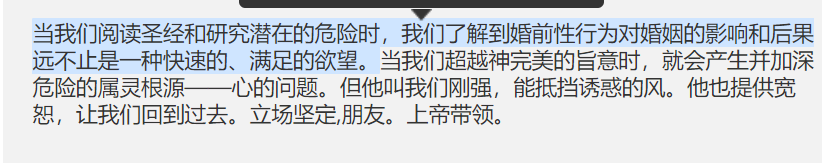 当我们阅读圣经和研究潜在的危险时，我们了解到婚前性行为对婚姻的影响和后果
远不止是一种快速的、满足的欲望。当我们超越神完美的旨意时，就会产生并加深
危险的属灵根源——心的问题。但他叫我们刚强，能抵挡诱惑的风。他也提供宽
恕，让我们回到过去。立场坚定,朋友。上帝带领。